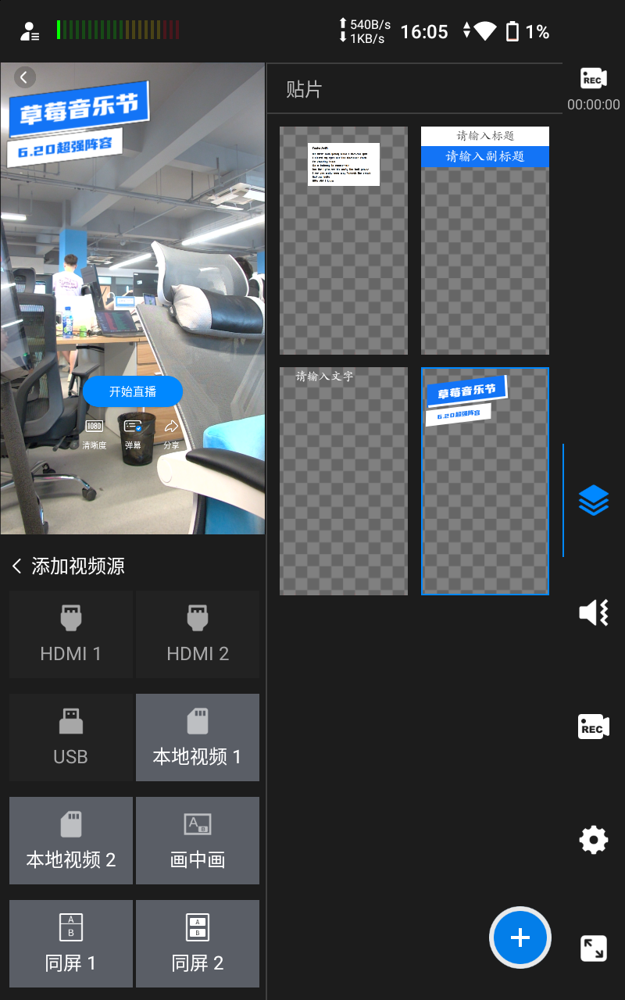 540B/s
1KB/s
16:05
1%
REC
00:00:00
草莓音乐节
6.20超强阵容
开始直播
1080
清晰度
弹幕
分享
添加视频源
HDMI 1
HDMI 2
USB
本地视频 1
本地视频 2
A
B
画中画
A
B
同屏 1
A
B
同屏 2
贴片
请输入标题
请输入副标题
请输入文字
草莓音乐节
6.20超强阵容
REC